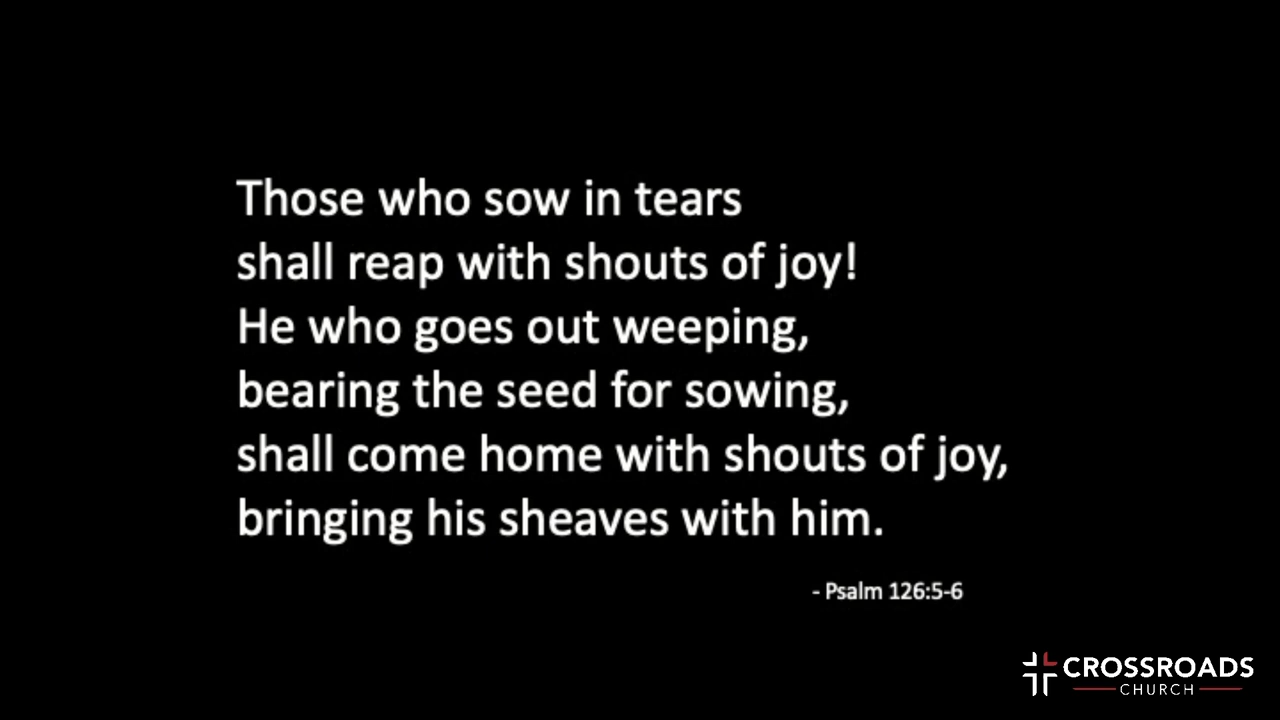 Those who sow in tears
shall reap with shouts of joy!
He who goes out weeping,
bearing the seed for sowing,
shall come home with shouts of joy,
bringing his sheaves with him.
- Psalm 126:5-6
CROSSROADS
CHURCH